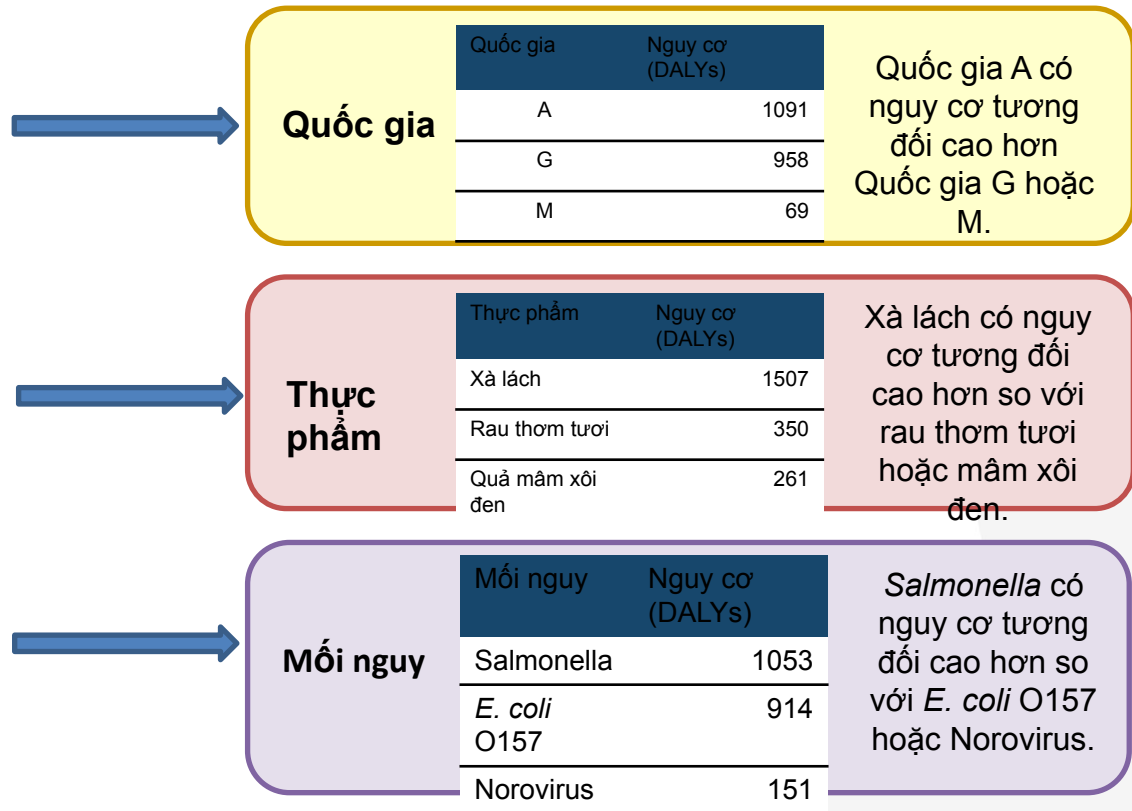 Quốc gia
Quốc gia Nguy cơ
(DALYs)
A 1091
G 958
M 69
Quốc gia A có
nguy cơ tương
đối cao hơn
Quốc gia G hoặc
M.
Thực
phẩm
Thực phẩm Nguy cơ
(DALYs)
Xà lách 1507
Rau thơm tươi 350
Quả mâm xôi 261
đen
Xà lách có nguy
cơ tương đối
cao hơn so với
rau thơm tươi
hoặc mâm xôi
đen.
Mối nguy
Mối nguy Nguy cơ
(DALYs)
Salmonella 1053
E. coli 914
O157
Norovirus 151
Salmonella có
nguy cơ tương
đối cao hơn so
với E. coli O157
hoặc Norovirus.